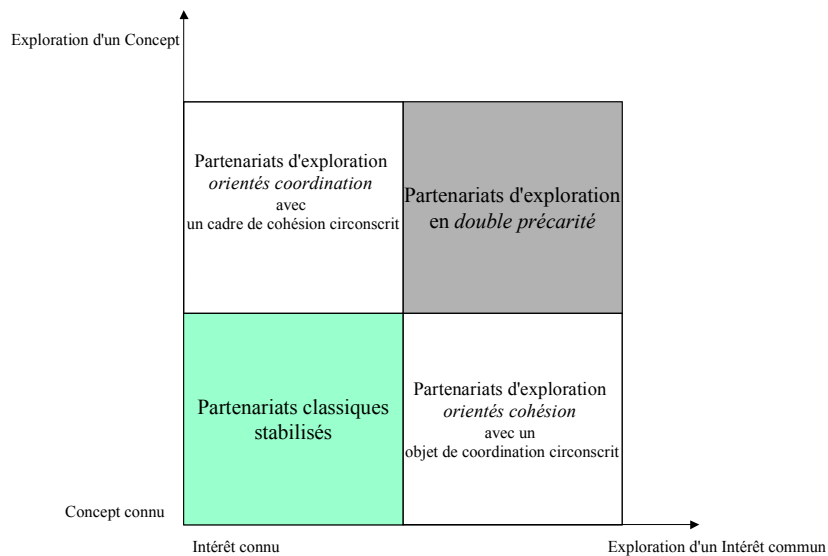 Exploration d'un Concept
Partenariats d'exploration
orientés coordination
avec
un cadre de cohésion circonscrit
Partenariats d'exploration
en double précarité
Partenariats classiques
stabilisés
Partenariats d'exploration
orientés cohésion
avec un
objet de coordination circonscrit
Concept connu
Intérêt connu
Exploration d'un Intérêt commun